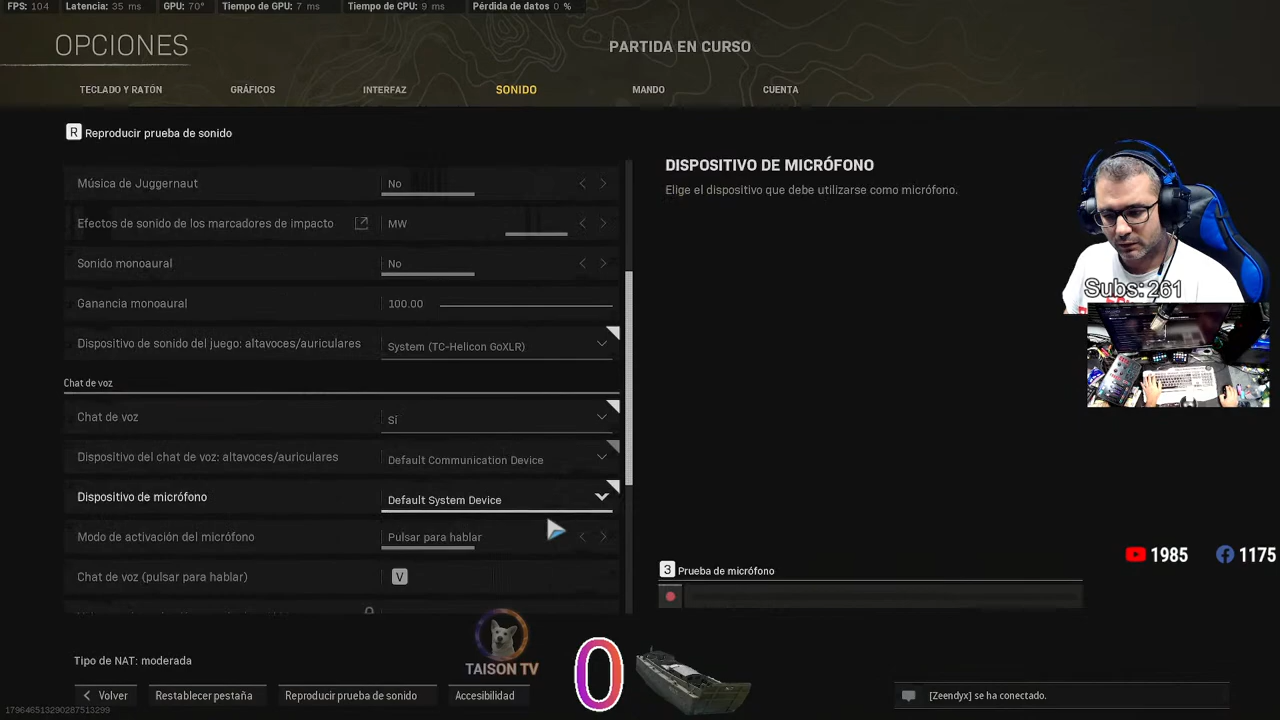 FPS: 104 Latencia: 35 ms GPU: 70° Tiempo de GPU: 7 ms Tiempo de CPU: 9 ms Pérdida de datos 0 %
OPCIONES
PARTIDA EN CURSO
TECLADO Y RATÓN GRÁFICOS INTERFAZ SONIDO MANDO CUENTA
R Reproducir prueba de sonido
Música de Juggernaut No
Efectos de sonido de los marcadores de impacto MW
Sonido monoaural No
Ganancia monoaural 100.00
Dispositivo de sonido del juego: altavoces/auriculares System (TC-Helicon GoXLR)
Chat de voz
Chat de voz Sí
Dispositivo del chat de voz: altavoces/auriculares Default Communication Device
Dispositivo de micrófono Default System Device
Modo de activación del micrófono Pulsar para hablar
Chat de voz (pulsar para hablar) V
DISPOSITIVO DE MICRÓFONO
Elige el dispositivo que debe utilizarse como micrófono.
Subs: 261
1985 1175
3 Prueba de micrófono
Tipo de NAT: moderada
TAISON TV
0
Volver Restablecer pestaña Reproducir prueba de sonido Accesibilidad
[Zeendyx] se ha conectado.
17964651329028751 3299